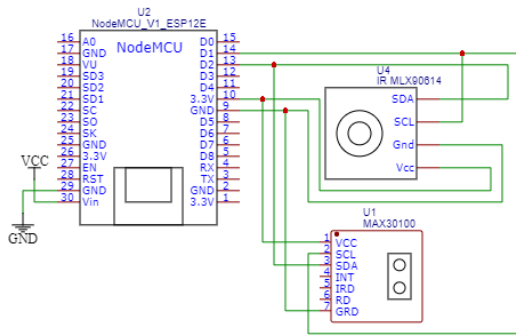 U2
NodeMCU_V1_ESP12E
NodeMCU
16 A0 D0 15
17 GND D1 14
18 VU D2 13
19 SD3 D3 12
20 SD2 D4 11
21 SD1 3.3V 10
22 SC GND 9
23 SO D5 8
24 SK D6 7
25 GND D7 6
26 3.3V D8 5
27 EN RX 4
28 RST TX 3
29 GND GND 2
30 Vin 3.3V 1
VCC
GND
U4
IR MLX90614
SDA
SCL
Gnd
Vcc
U1
MAX30100
1 VCC
2 SCL
3 SDA
4 INT
5 IRD
6 RD
7 GRD